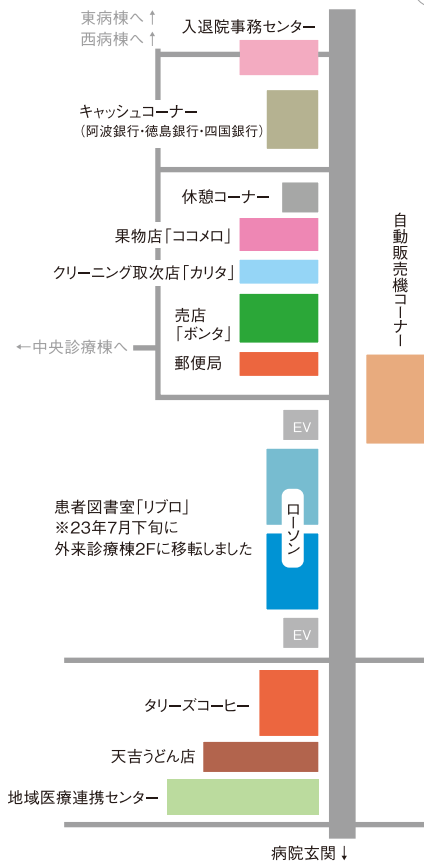 東病棟へ↑
西病棟へ↑
入退院事務センター
キャッシュコーナー
(阿波銀行・徳島銀行・四国銀行)
休憩コーナー
果物店「ココメロ」
クリーニング取次店「カリタ」
売店
「ボンタ」
郵便局
←中央診療棟へ
自動販売機コーナー
EV
患者図書室「リブロ」
※23年7月下旬に
外来診療棟2Fに移転しました
ローソン
EV
タリーズコーヒー
天吉うどん店
地域医療連携センター
病院玄関↓